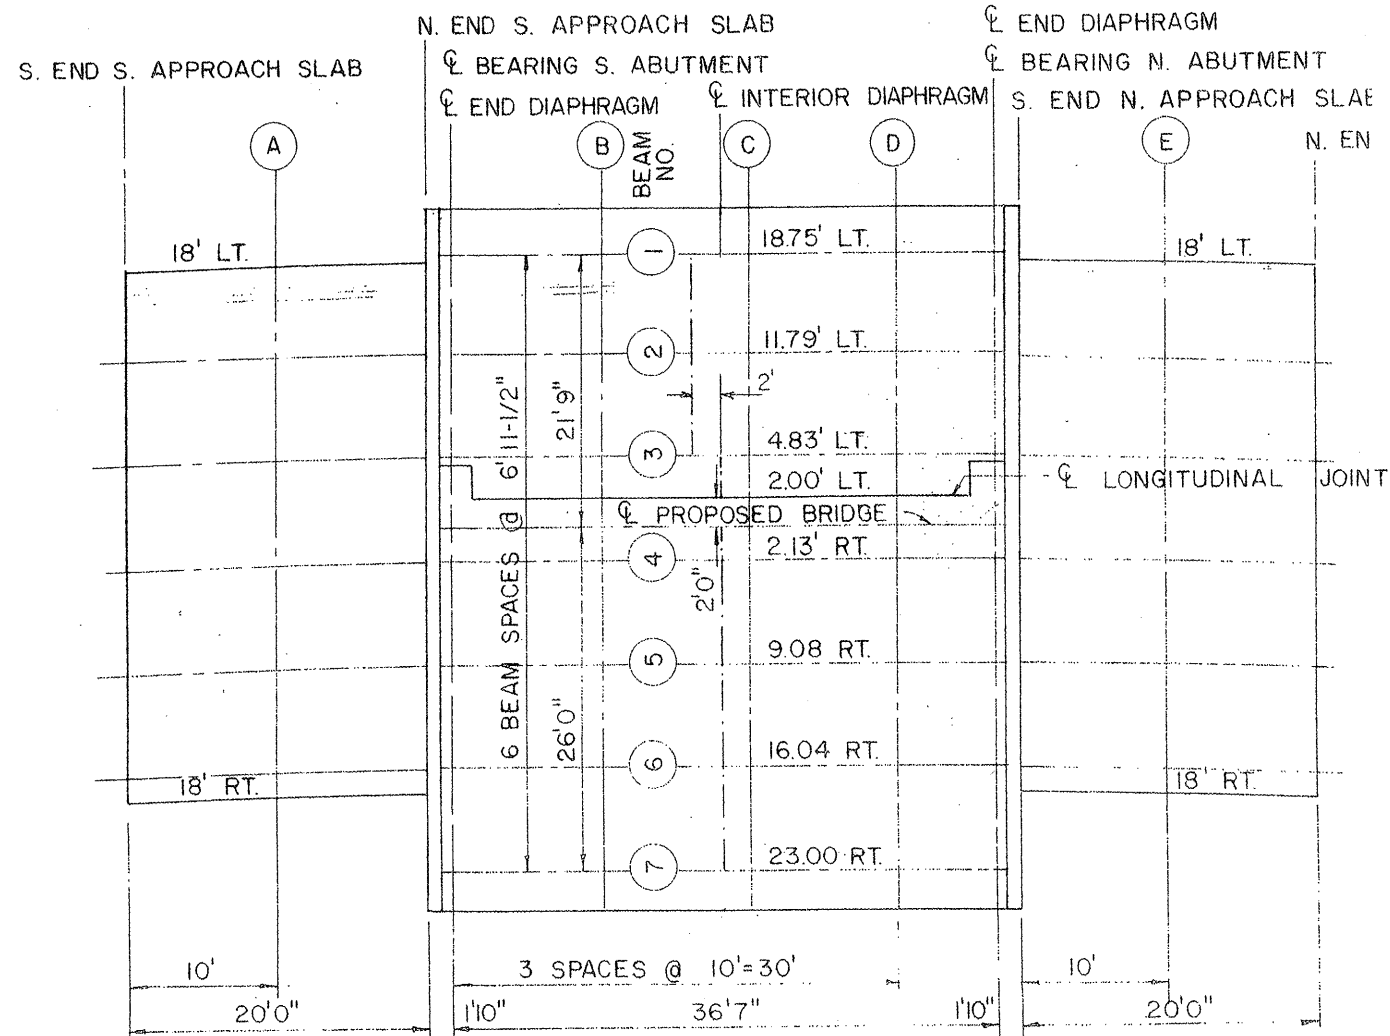 N. END S. APPROACH SLAB
℄ END DIAPHRAGM
S. END S. APPROACH SLAB
℄ BEARING S. ABUTMENT
℄ BEARING N. ABUTMENT
℄ END DIAPHRAGM
℄ INTERIOR DIAPHRAGM
S. END N. APPROACH SLAB
N. EN
A
B
BEAM
NO.
C
D
E
18' LT.
1
18.75' LT.
18' LT.
2
11.79' LT.
2'
6 BEAM SPACES @ 6' 11-1/2"
21'9"
3
4.83' LT.
2.00' LT.
℄ LONGITUDINAL JOINT
℄ PROPOSED BRIDGE
4
2.13' RT.
2'0"
5
9.08 RT.
26'0"
6
16.04 RT.
18' RT.
18' RT.
7
23.00 RT.
10'
3 SPACES @ 10'=30'
10'
20'0"
1'10"
36'7"
1'10"
20'0"